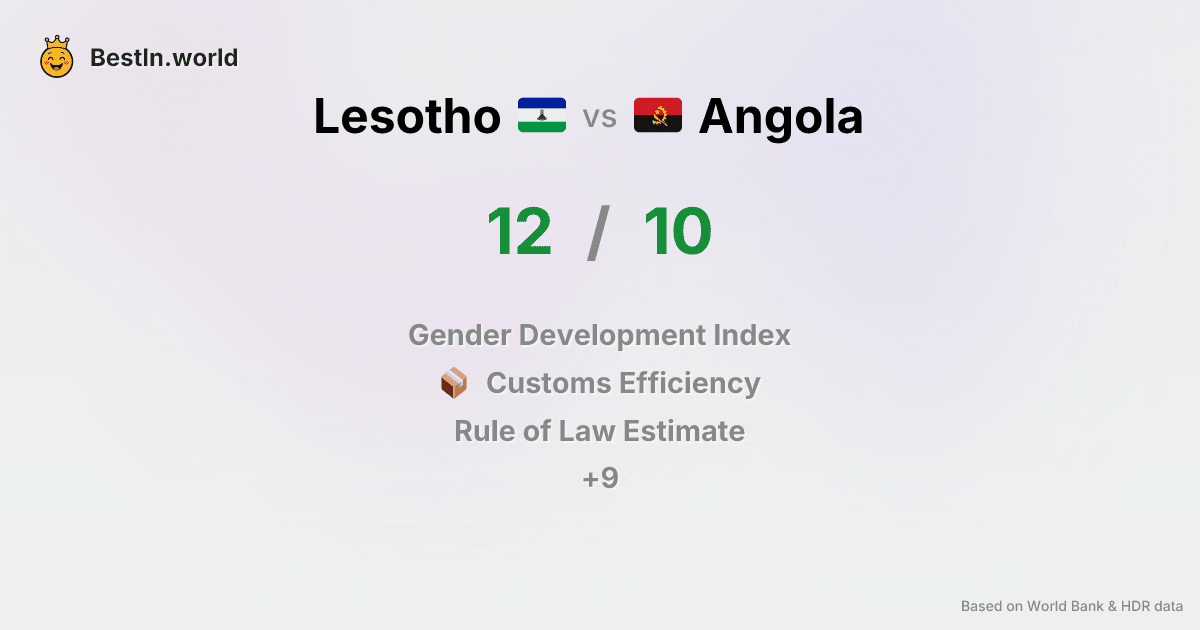 BestIn.world
Lesotho vs Angola
12 / 10
Gender Development Index
Customs Efficiency
Rule of Law Estimate
+9
Based on World Bank & HDR data